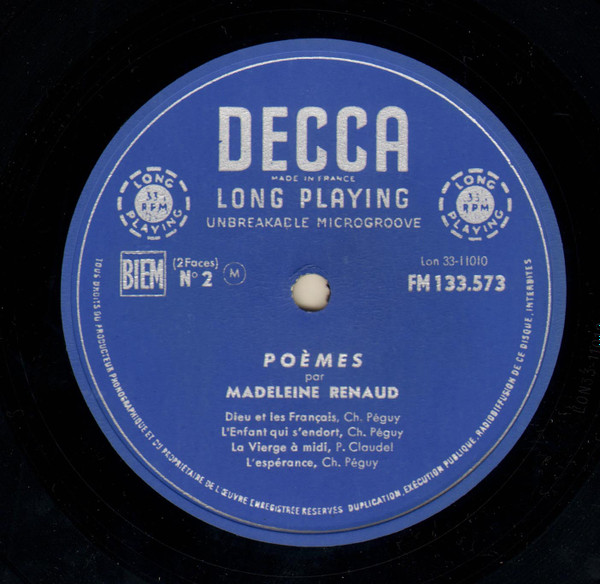 DECCA
MADE IN FRANCE
LONG PLAYING
UNBREAKABLE MICROGROOVE
LONG PLAYING
33⅓ RPM
LONG PLAYING
33⅓ RPM
BIEM
(2 Faces)
N° 2
M
Lon 33-11010
FM 133.573
POÈMES
par
MADELEINE RENAUD
Dieu et les Français, Ch. Péguy
L'Enfant qui s'endort, Ch. Péguy
La Vierge à midi, P. Claudel
L'espérance, Ch. Péguy
TOUS DROITS DU PRODUCTEUR PHONOGRAPHIQUE ET DU PROPRIÉTAIRE DE L'ŒUVRE ENREGISTRÉE RÉSERVÉS DUPLICATION, EXÉCUTION PUBLIQUE, RADIODIFFUSION DE CE DISQUE INTERDITES